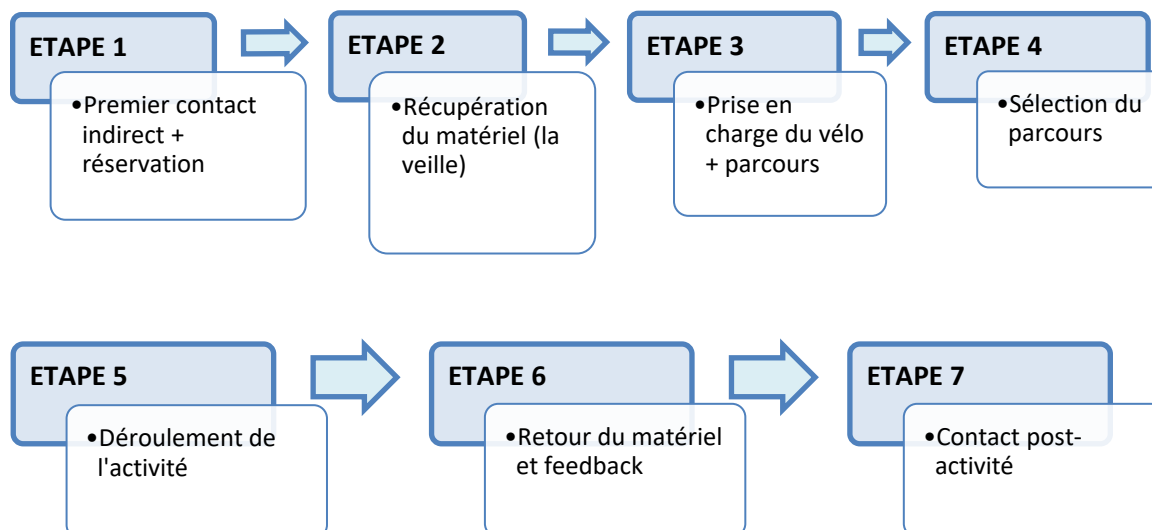 ETAPE 1
•Premier contact
indirect +
réservation
ETAPE 2
•Récupération
du matériel (la
veille)
ETAPE 3
•Prise en
charge du vélo
+ parcours
ETAPE 4
•Sélection du
parcours
ETAPE 5
•Déroulement de
l'activité
ETAPE 6
•Retour du matériel
et feedback
ETAPE 7
•Contact post-
activité